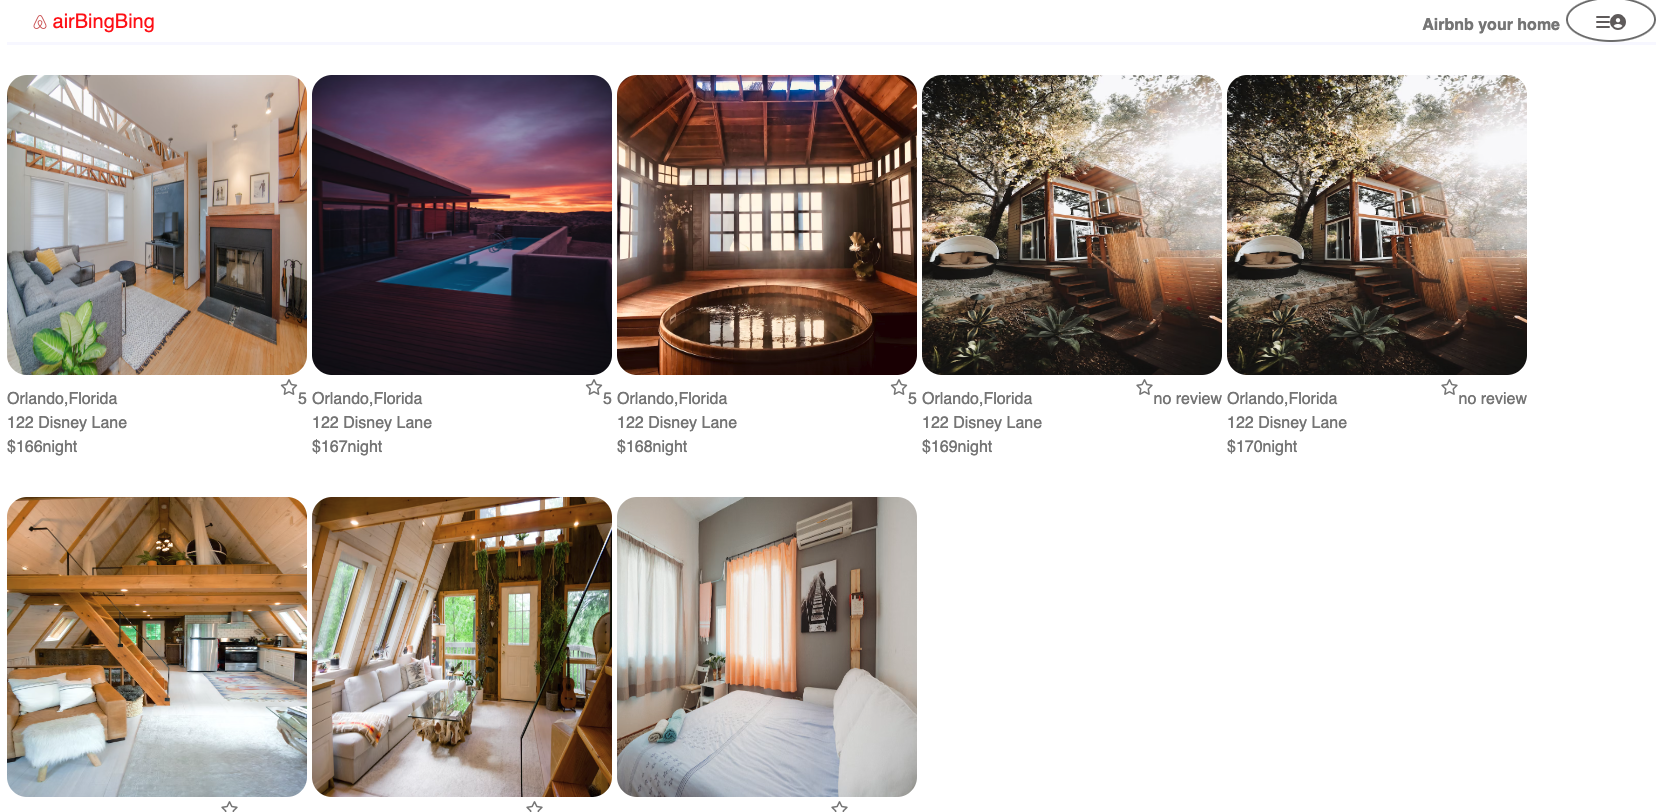 airBingBing
Airbnb your home
Orlando,Florida 5
122 Disney Lane
$166night
Orlando,Florida 5
122 Disney Lane
$167night
Orlando,Florida 5
122 Disney Lane
$168night
Orlando,Florida no review
122 Disney Lane
$169night
Orlando,Florida no review
122 Disney Lane
$170night